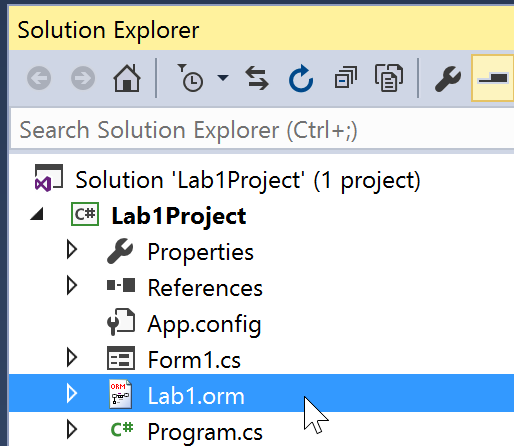 Solution Explorer
Search Solution Explorer (Ctrl+;)
Solution 'Lab1Project' (1 project)
C# Lab1Project
Properties
References
App.config
Form1.cs
ORM Lab1.orm
C# Program.cs